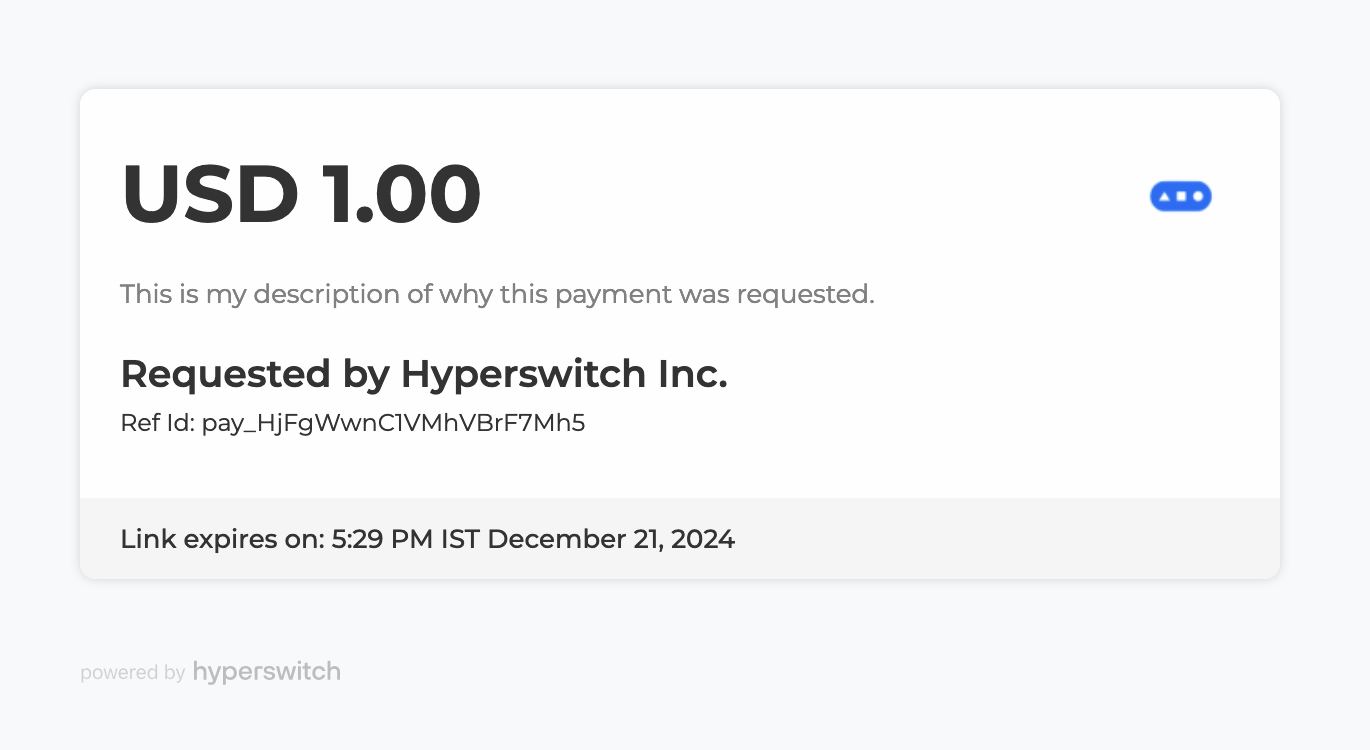 USD 1.00
This is my description of why this payment was requested.
Requested by Hyperswitch Inc.
Ref Id: pay_HjFgWwnC1VMhVBrF7Mh5
Link expires on: 5:29 PM IST December 21, 2024
powered by hyperswitch